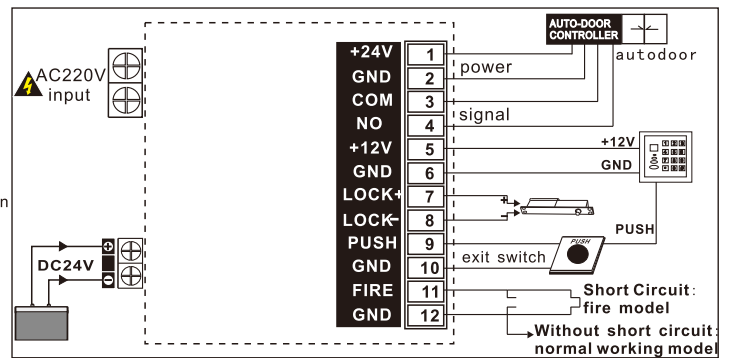 AUTO-DOOR
CONTROLLER
autodoor
AC220V
input
+24V 1
GND 2
COM 3
NO 4
+12V 5
GND 6
LOCK+ 7
LOCK- 8
PUSH 9
GND 10
FIRE 11
GND 12
power
signal
+12V
GND
+
-
PUSH
PUSH
exit switch
n
DC24V
+
-
Short Circuit:
fire model
Without short circuit:
normal working model